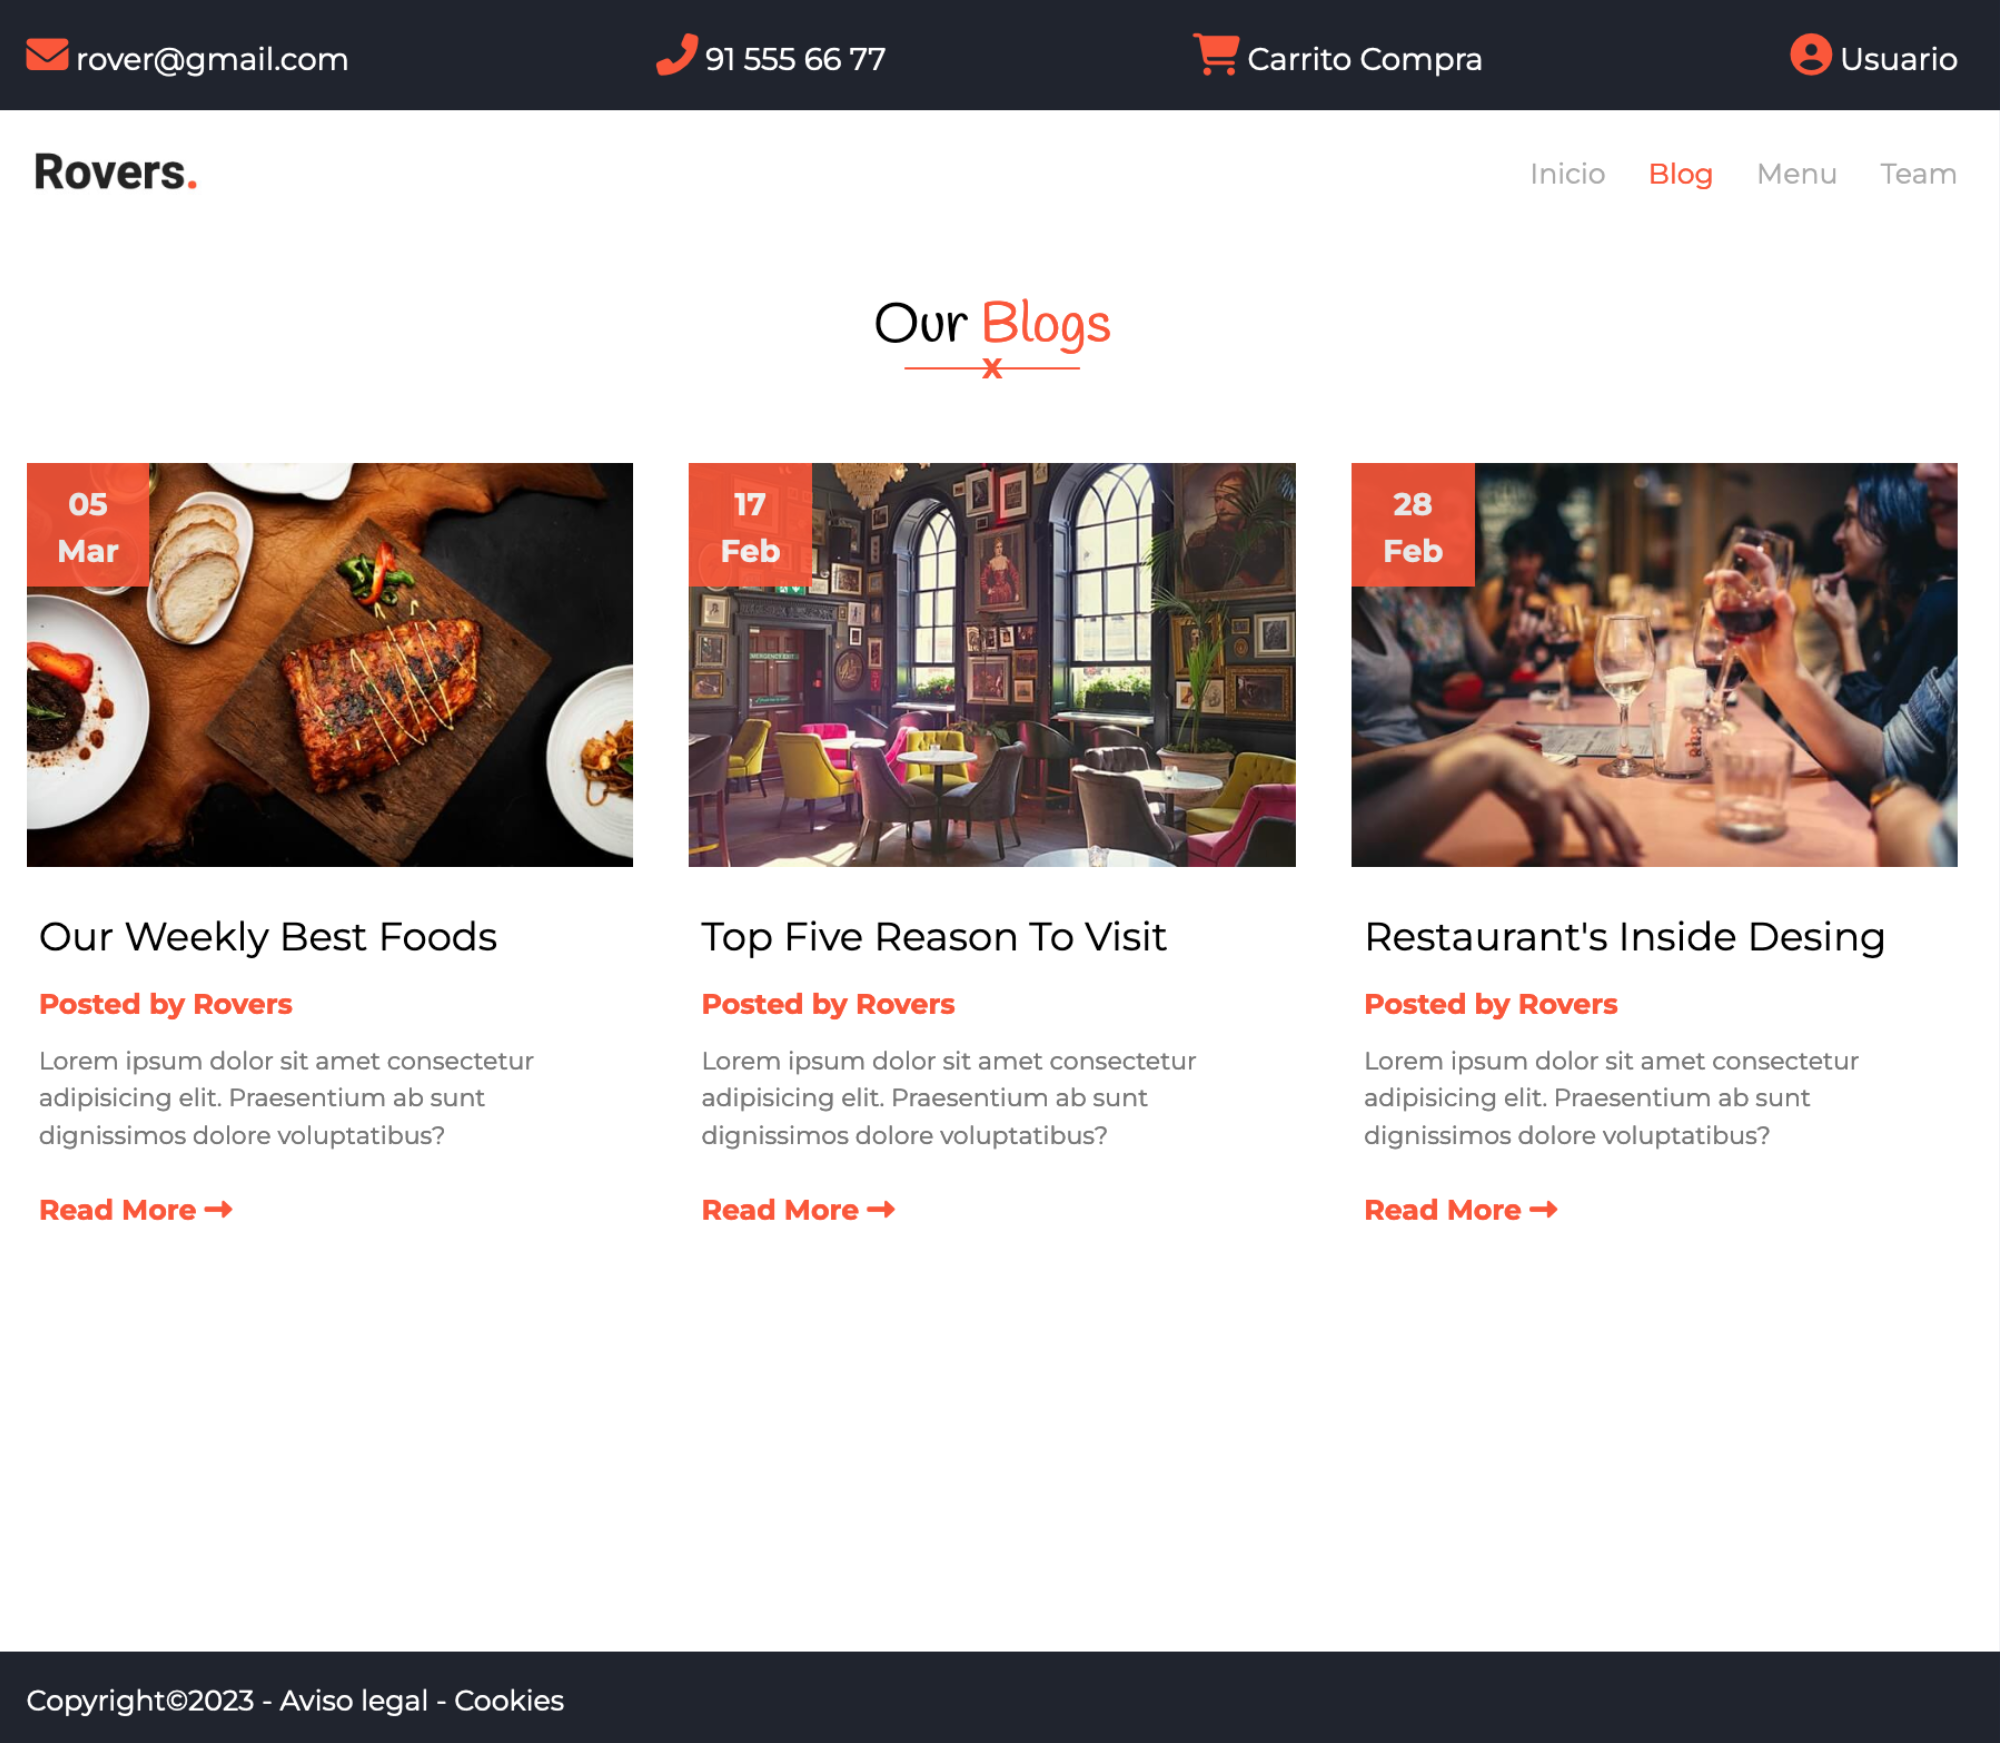 rover@gmail.com
91 555 66 77
Carrito Compra
Usuario
Rovers.
Inicio
Blog
Menu
Team
Our Blogs
x
05
Mar
17
Feb
28
Feb
EMERGENCY EXIT
Our Weekly Best Foods
Posted by Rovers
Lorem ipsum dolor sit amet consectetur
adipisicing elit. Praesentium ab sunt
dignissimos dolore voluptatibus?
Read More
Top Five Reason To Visit
Posted by Rovers
Lorem ipsum dolor sit amet consectetur
adipisicing elit. Praesentium ab sunt
dignissimos dolore voluptatibus?
Read More
Restaurant's Inside Desing
Posted by Rovers
Lorem ipsum dolor sit amet consectetur
adipisicing elit. Praesentium ab sunt
dignissimos dolore voluptatibus?
Read More
Copyright©2023 - Aviso legal - Cookies